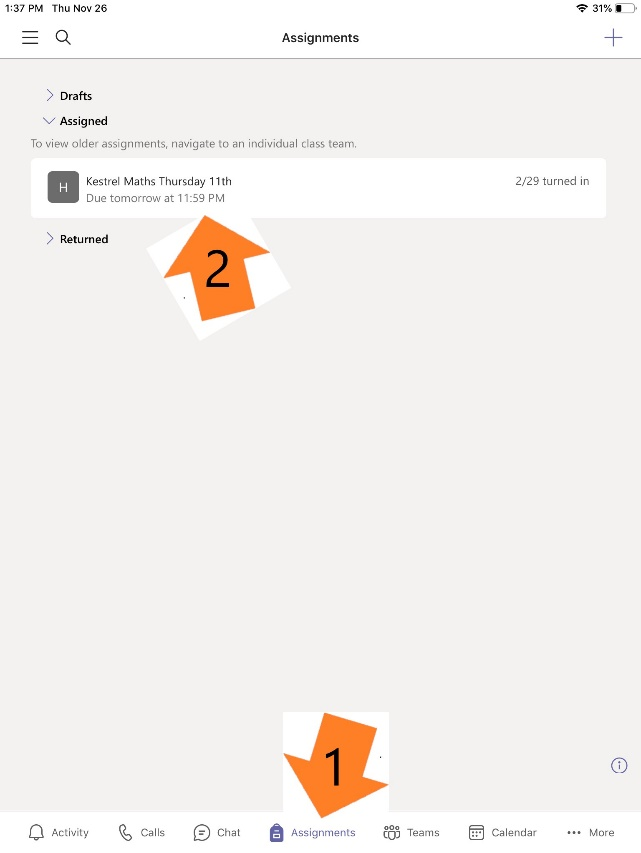 1:37 PM Thu Nov 26 31%
Assignments
Drafts
Assigned
To view older assignments, navigate to an individual class team.
H Kestrel Maths Thursday 11th 2/29 turned in
Due tomorrow at 11:59 PM
Returned
2
1
Activity Calls Chat Assignments Teams Calendar More